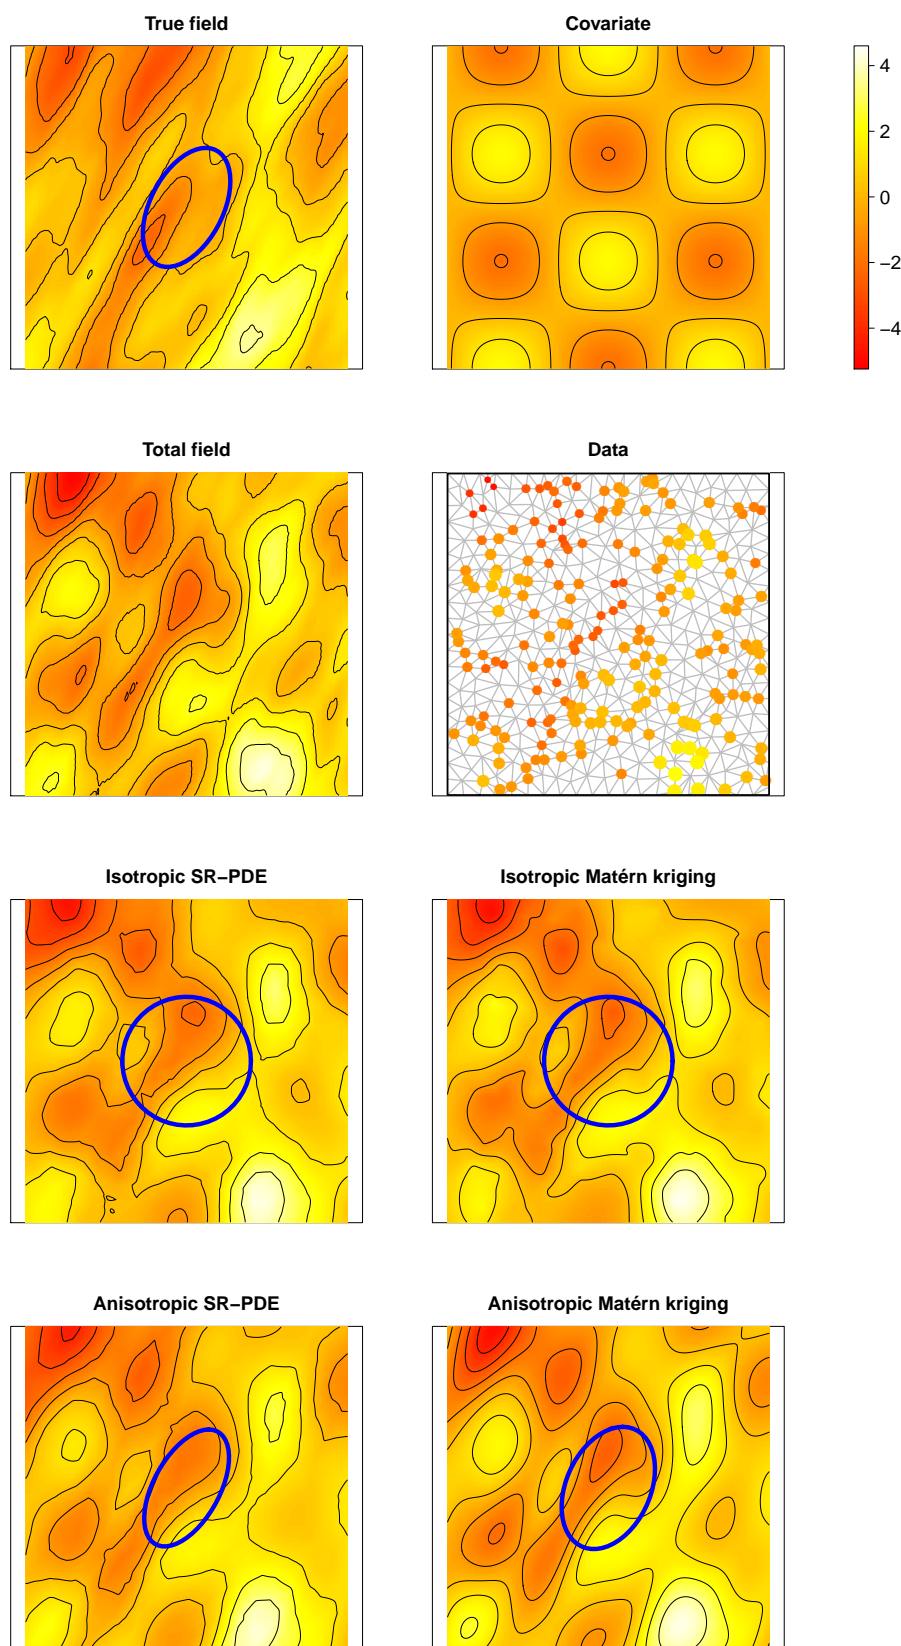 True field
Covariate
4
2
0
−2
−4
Total field
Data
Isotropic SR−PDE
Isotropic Matérn kriging
Anisotropic SR−PDE
Anisotropic Matérn kriging